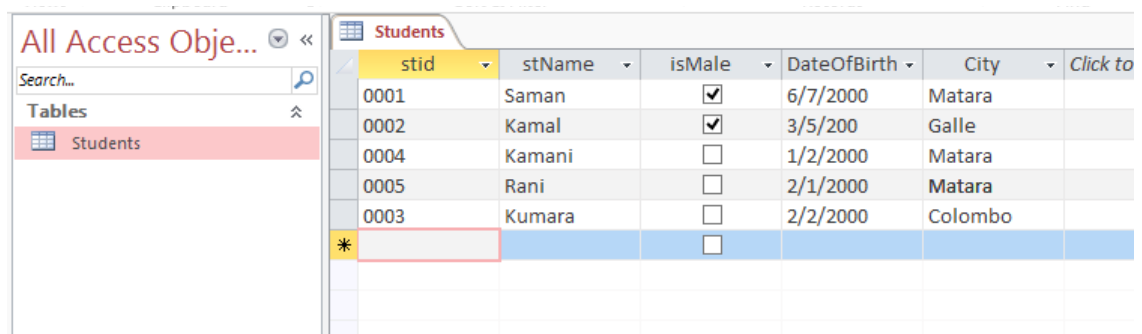 All Access Obje... «
Search...
Tables
Students
Students
stid stName isMale DateOfBirth City Click to
0001 Saman 6/7/2000 Matara
0002 Kamal 3/5/200 Galle
0004 Kamani 1/2/2000 Matara
0005 Rani 2/1/2000 Matara
0003 Kumara 2/2/2000 Colombo